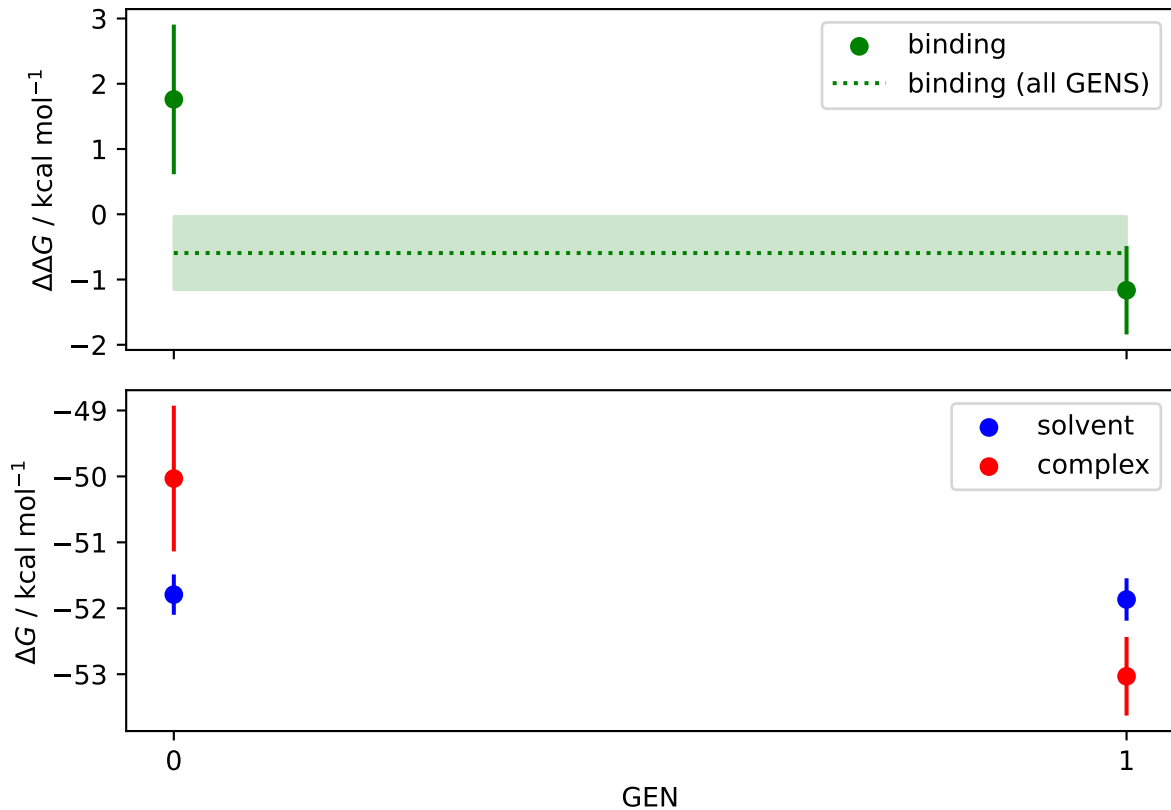 3
2
1
0
−1
−2
ΔΔG / kcal mol⁻¹
binding
binding (all GENS)
−49
−50
−51
−52
−53
ΔG / kcal mol⁻¹
solvent
complex
0
1
GEN